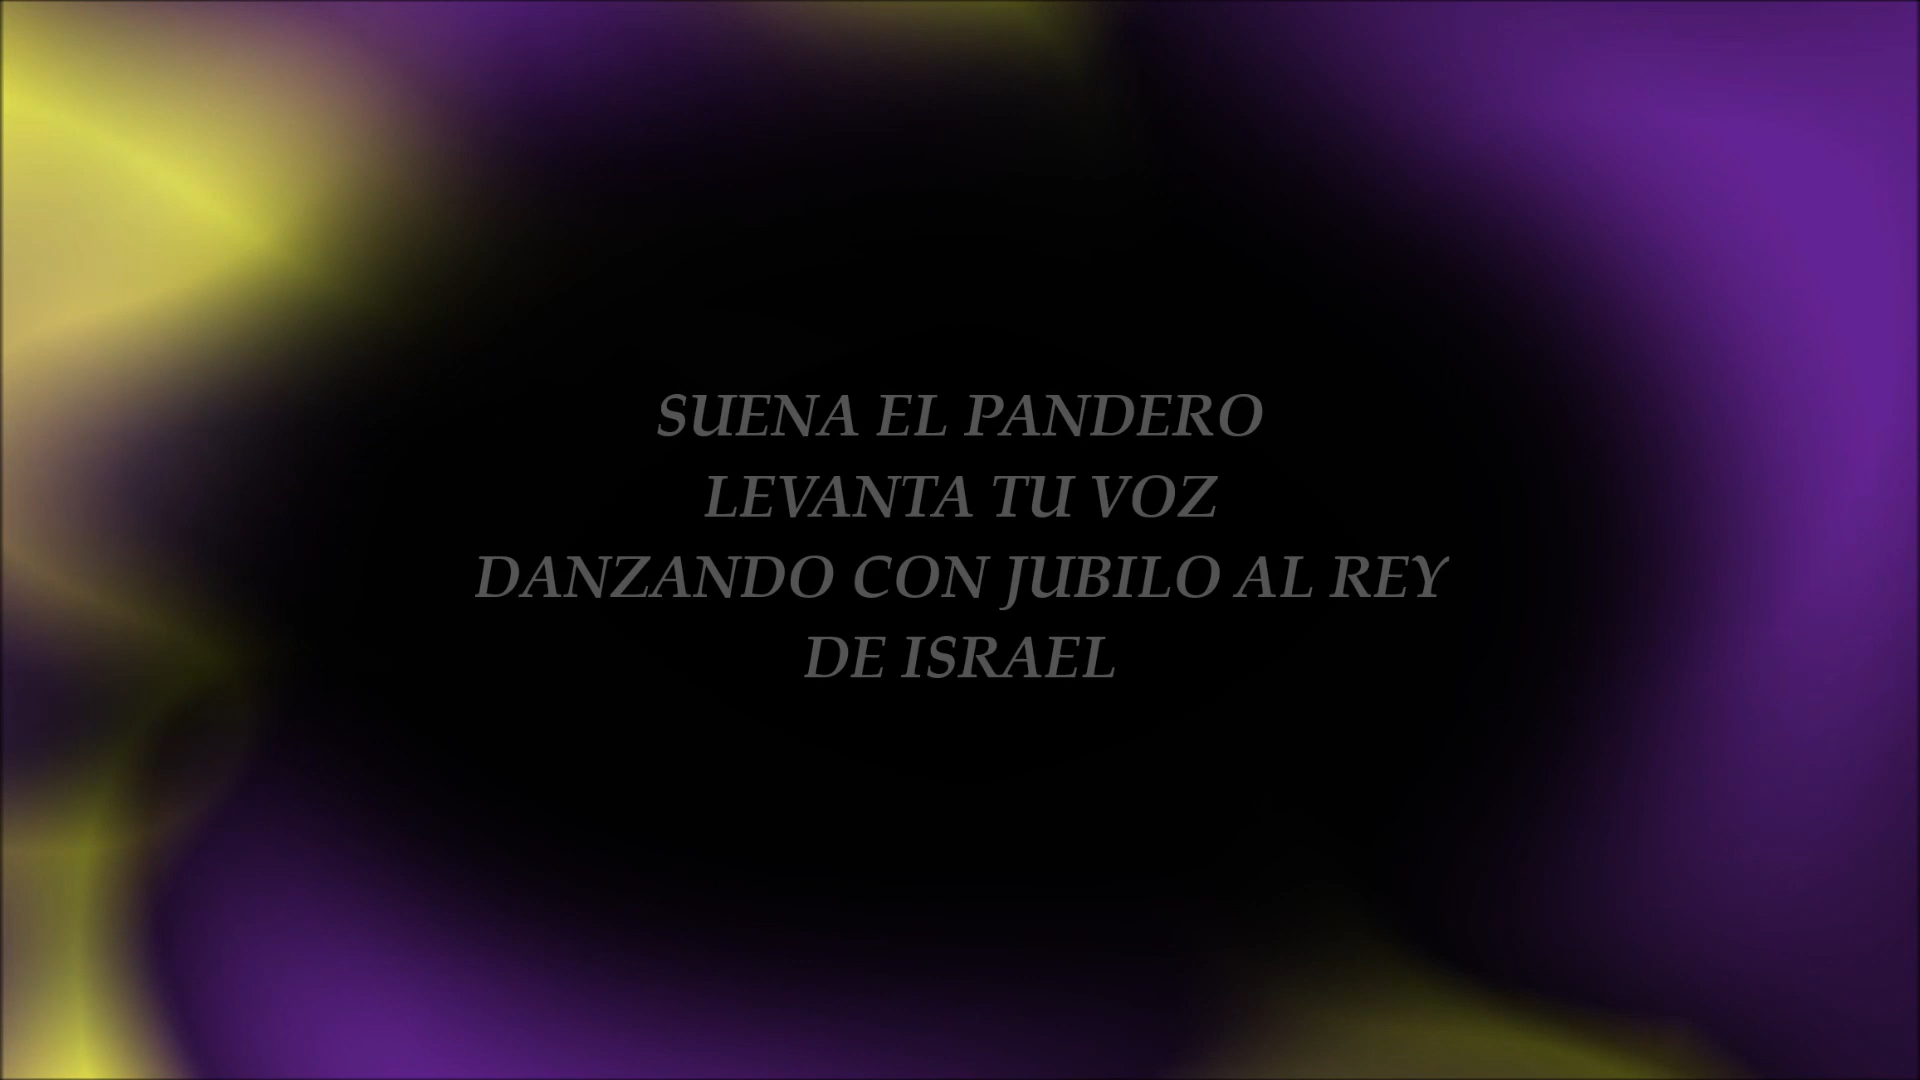 SUENA EL PANDERO
LEVANTA TU VOZ
DANZANDO CON JUBILO AL REY
DE ISRAEL